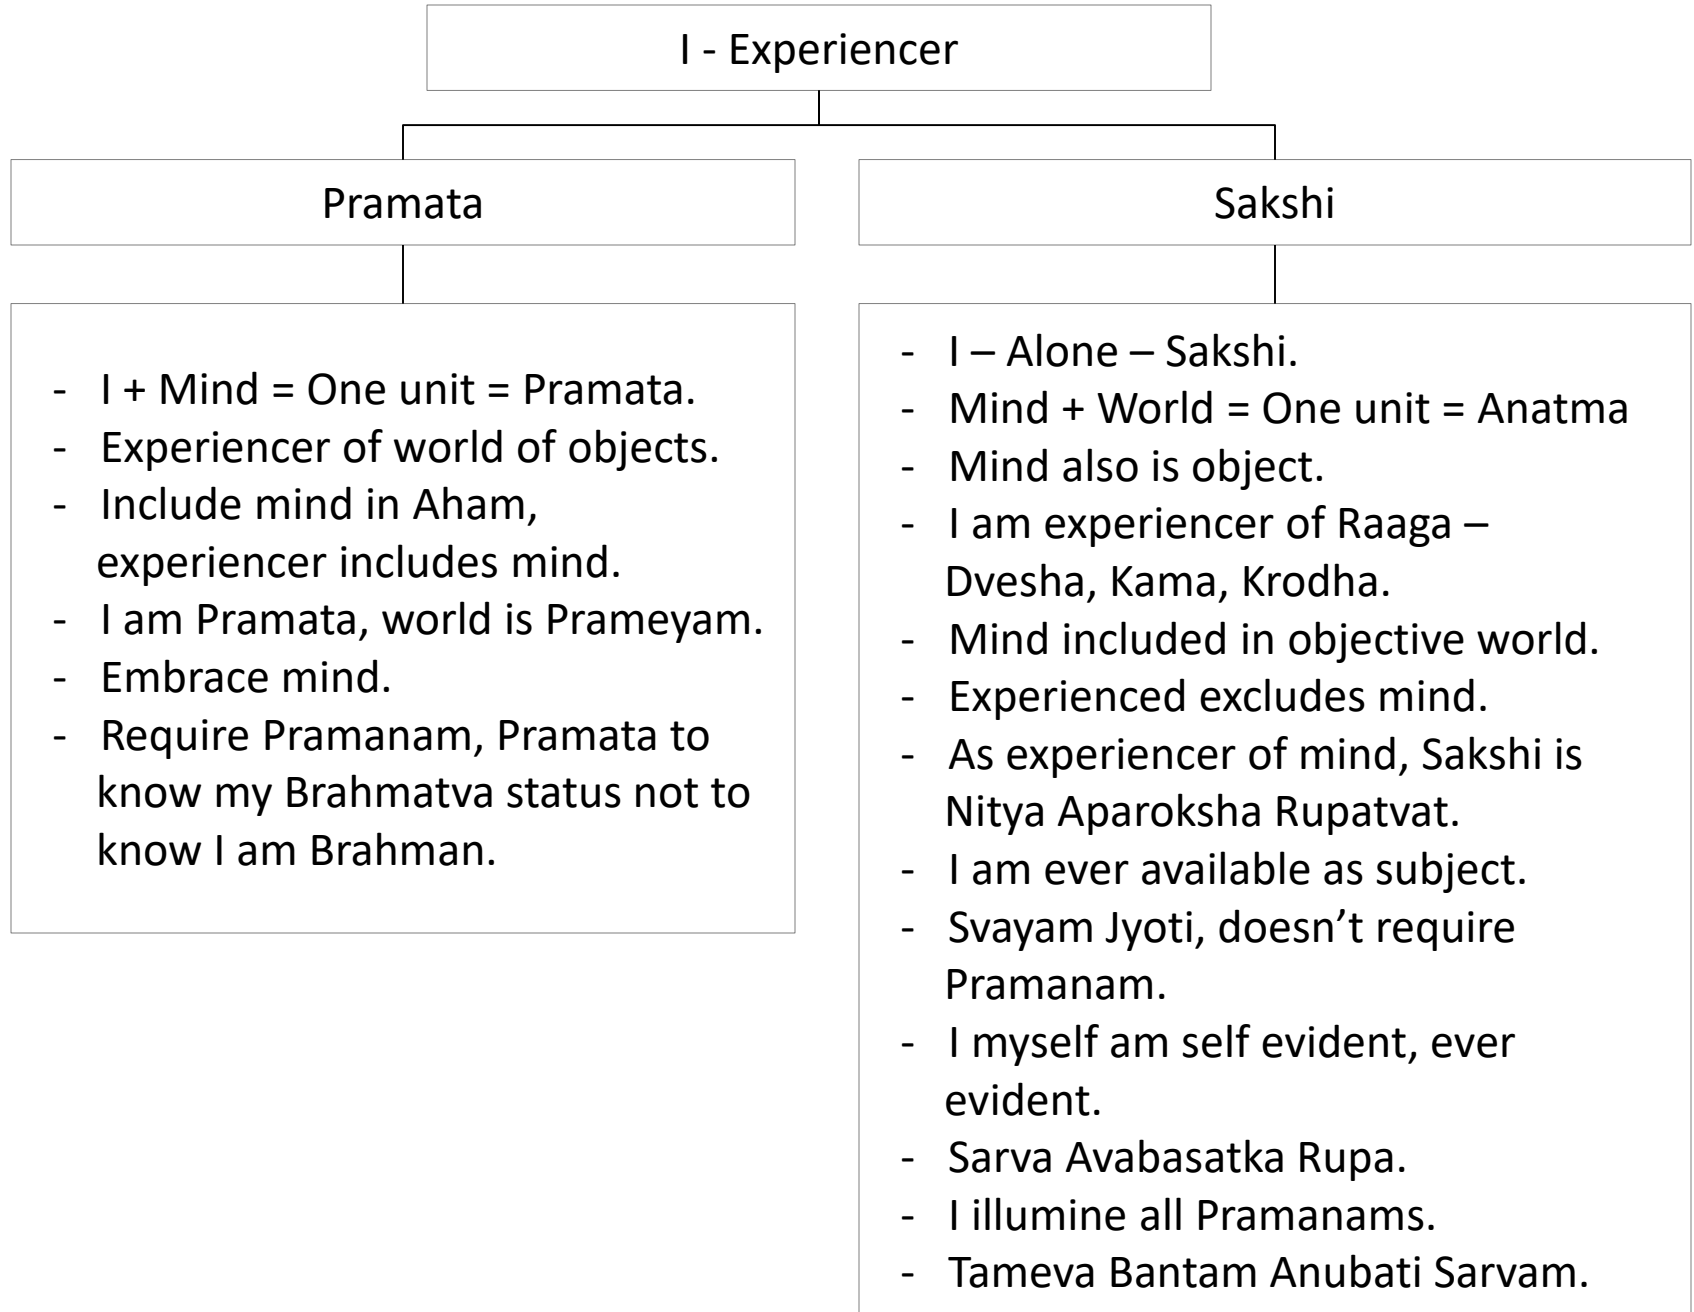 I - Experiencer
Pramata
- I + Mind = One unit = Pramata.
- Experiencer of world of objects.
- Include mind in Aham,
experiencer includes mind.
- I am Pramata, world is Prameyam.
- Embrace mind.
- Require Pramanam, Pramata to
know my Brahmatva status not to
know I am Brahman.
Sakshi
- I – Alone – Sakshi.
- Mind + World = One unit = Anatma
- Mind also is object.
- I am experiencer of Raaga –
Dvesha, Kama, Krodha.
- Mind included in objective world.
- Experienced excludes mind.
- As experiencer of mind, Sakshi is
Nitya Aparoksha Rupatvat.
- I am ever available as subject.
- Svayam Jyoti, doesn’t require
Pramanam.
- I myself am self evident, ever
evident.
- Sarva Avabasatka Rupa.
- I illumine all Pramanams.
- Tameva Bantam Anubati Sarvam.